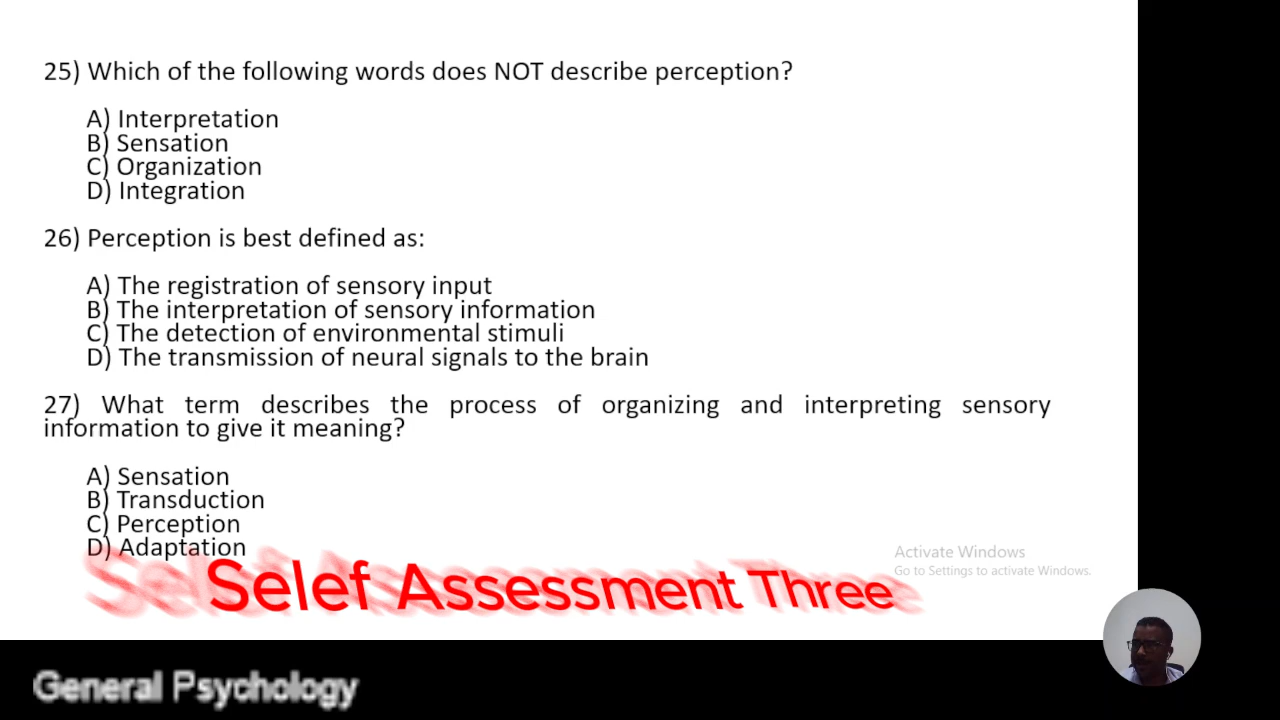 25) Which of the following words does NOT describe perception?
A) Interpretation
B) Sensation
C) Organization
D) Integration
26) Perception is best defined as:
A) The registration of sensory input
B) The interpretation of sensory information
C) The detection of environmental stimuli
D) The transmission of neural signals to the brain
27) What term describes the process of organizing and interpreting sensory
information to give it meaning?
A) Sensation
B) Transduction
C) Perception
D) Adaptation
Activate Windows
Go to Settings to activate Windows.
Selef Assessment Three
General Psychology